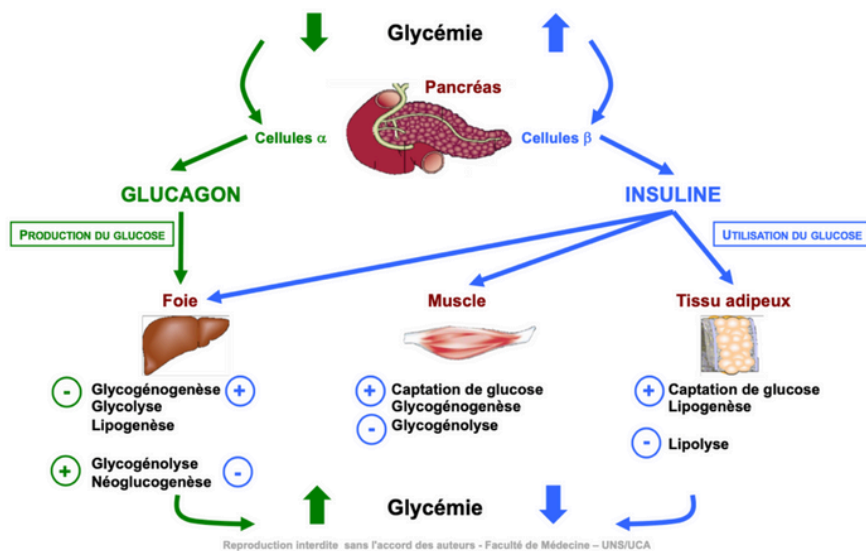 Glycémie
Pancréas
Cellules α
Cellules β
GLUCAGON
INSULINE
PRODUCTION DU GLUCOSE
UTILISATION DU GLUCOSE
Foie
Muscle
Tissu adipeux
- Glycogénogenèse +
Glycolyse
Lipogenèse
+ Glycogénolyse -
Néoglucogenèse
+ Captation de glucose
Glycogénogenèse
- Glycogénolyse
+ Captation de glucose
Lipogenèse
- Lipolyse
Glycémie
Reproduction interdite sans l'accord des auteurs - Faculté de Médecine – UNS/UCA